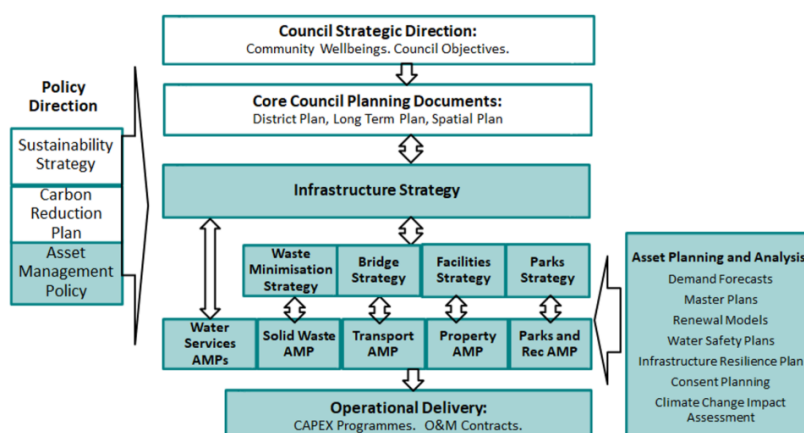 Council Strategic Direction:
Community Wellbeings. Council Objectives.
Policy
Direction
Sustainability
Strategy
Carbon
Reduction
Plan
Asset
Management
Policy
Core Council Planning Documents:
District Plan, Long Term Plan, Spatial Plan
Infrastructure Strategy
Waste
Minimisation
Strategy
Bridge
Strategy
Facilities
Strategy
Parks
Strategy
Water
Services
AMPs
Solid Waste
AMP
Transport
AMP
Property
AMP
Parks and
Rec AMP
Operational Delivery:
CAPEX Programmes. O&M Contracts.
Asset Planning and Analysis
Demand Forecasts
Master Plans
Renewal Models
Water Safety Plans
Infrastructure Resilience Plan
Consent Planning
Climate Change Impact
Assessment